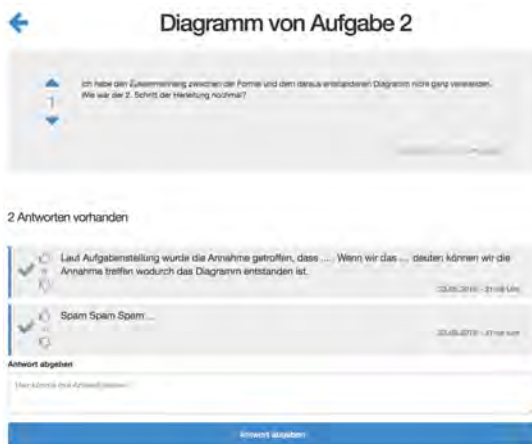 Diagramm von Aufgabe 2
Ich habe den Zusammenhang zwischen der Formel und dem daraus entstandenen Diagramm nicht ganz verstanden.
Wie war der 2. Schritt der Herleitung nochmal?
1
2 Antworten vorhanden
Laut Aufgabenstellung wurde die Annahme getroffen, dass .... Wenn wir das ... deuten können wir die
Annahme treffen wodurch das Diagramm entstanden ist.
Spam Spam Spam ...
Antwort abgeben
Antwort abgeben